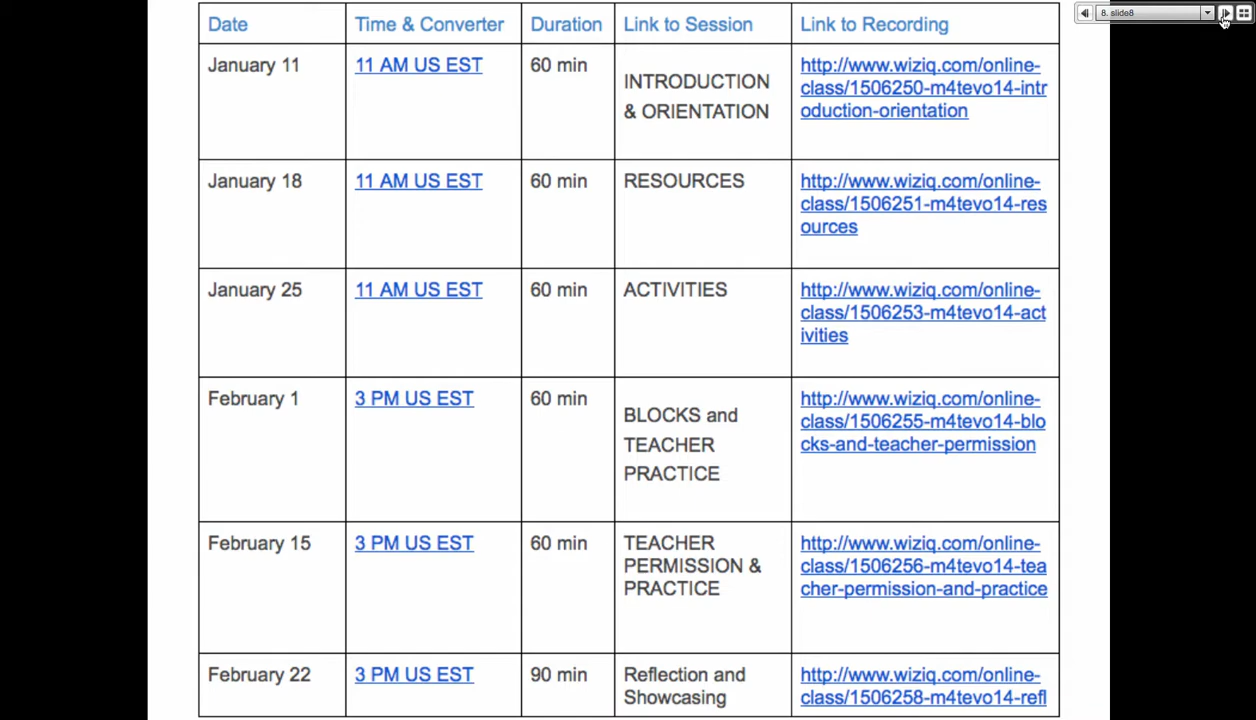 8. slide8
Date Time & Converter Duration Link to Session Link to Recording
January 11 11 AM US EST 60 min
INTRODUCTION
& ORIENTATION
http://www.wiziq.com/online-
class/1506250-m4tevo14-intr
oduction-orientation
January 18 11 AM US EST 60 min RESOURCES
http://www.wiziq.com/online-
class/1506251-m4tevo14-res
ources
January 25 11 AM US EST 60 min ACTIVITIES
http://www.wiziq.com/online-
class/1506253-m4tevo14-act
ivities
February 1 3 PM US EST 60 min
BLOCKS and
TEACHER
PRACTICE
http://www.wiziq.com/online-
class/1506255-m4tevo14-blo
cks-and-teacher-permission
February 15 3 PM US EST 60 min
TEACHER
PERMISSION &
PRACTICE
http://www.wiziq.com/online-
class/1506256-m4tevo14-tea
cher-permission-and-practice
February 22 3 PM US EST 90 min
Reflection and
Showcasing
http://www.wiziq.com/online-
class/1506258-m4tevo14-refl